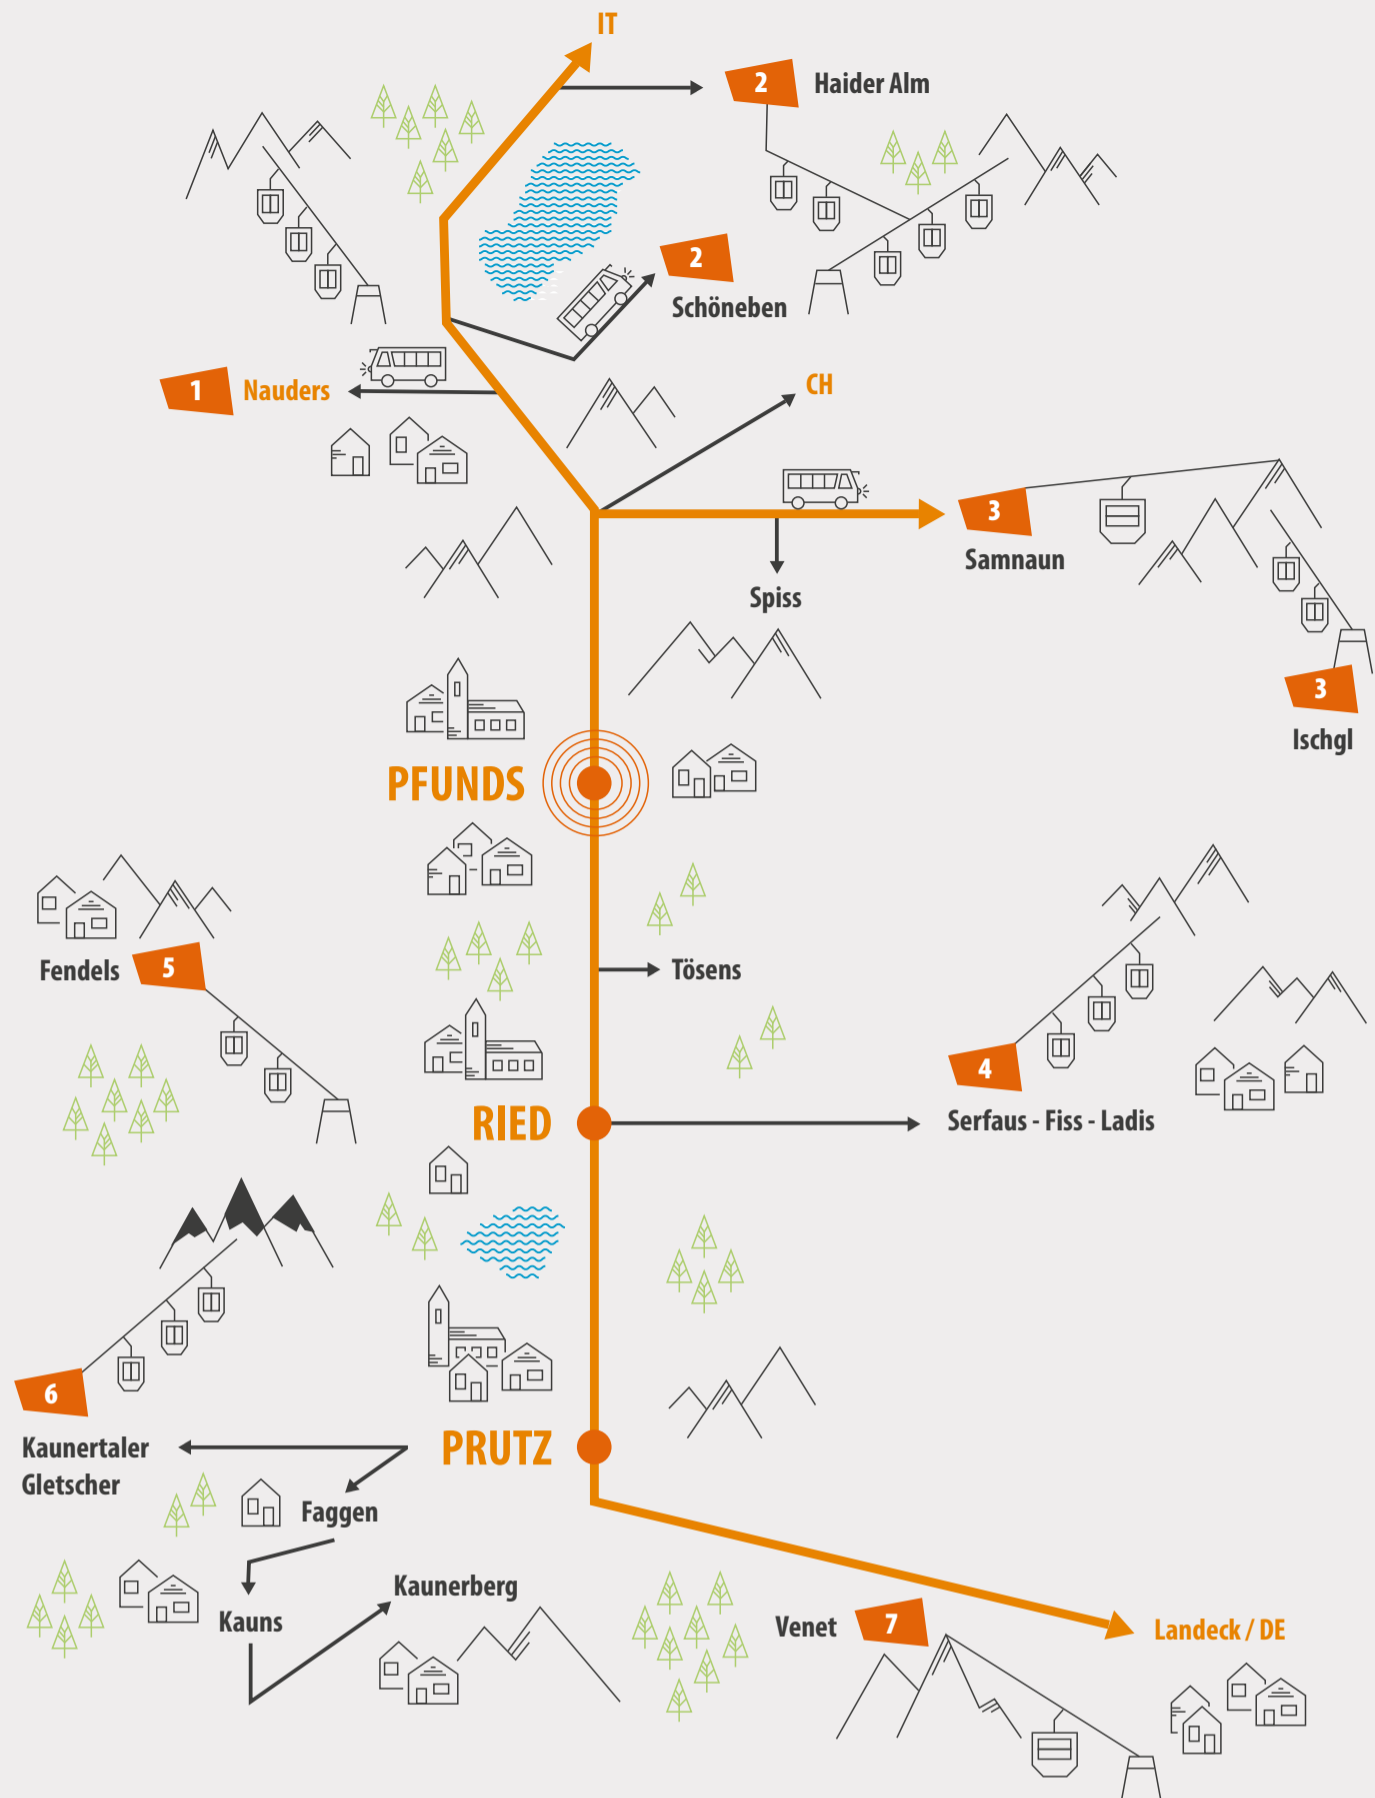 IT
2 Haider Alm
2
Schöneben
1 Nauders
CH
3
Samnaun
Spiss
3
Ischgl
PFUNDS
Fendels 5
Tösens
4
Serfaus - Fiss - Ladis
RIED
6
Kaunertaler
Gletscher
PRUTZ
Faggen
Kaunerberg
Kauns
Venet 7
Landeck / DE